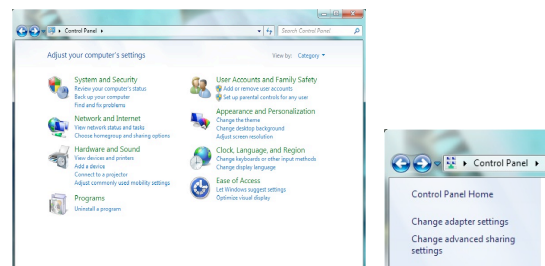 Control Panel
Search Control Panel
Adjust your computer's settings
View by: Category
System and Security
Review your computer's status
Back up your computer
Find and fix problems
Network and Internet
View network status and tasks
Choose homegroup and sharing options
Hardware and Sound
View devices and printers
Add a device
Connect to a projector
Adjust commonly used mobility settings
Programs
Uninstall a program
User Accounts and Family Safety
Add or remove user accounts
Set up parental controls for any user
Appearance and Personalization
Change the theme
Change desktop background
Adjust screen resolution
Clock, Language, and Region
Change keyboards or other input methods
Change display language
Ease of Access
Let Windows suggest settings
Optimize visual display
Control Panel
Control Panel Home
Change adapter settings
Change advanced sharing
settings